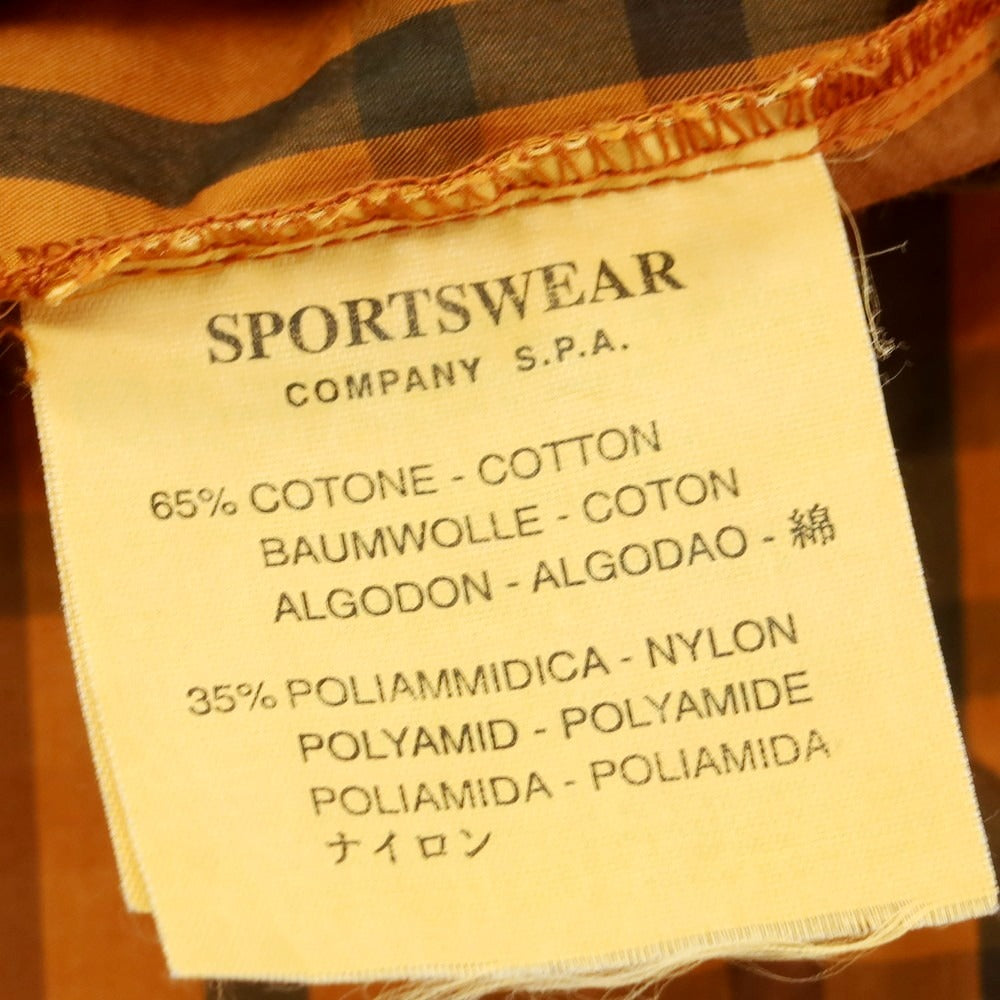 SPORTSWEAR
COMPANY S.P.A.
65% COTONE - COTTON
BAUMWOLLE - COTON
ALGODON - ALGODAO - 綿
35% POLIAMMIDICA - NYLON
POLYAMID - POLYAMIDE
POLIAMIDA - POLIAMIDA
ナイロン